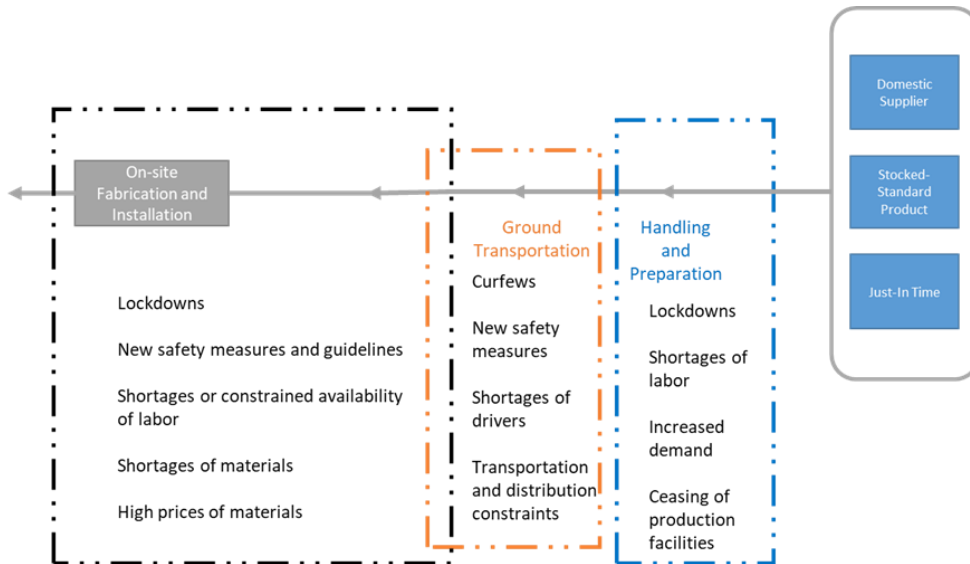 Domestic
Supplier
Stocked-
Standard
Product
Just-In Time
On-site
Fabrication and
Installation
Lockdowns
New safety measures and guidelines
Shortages or constrained availability
of labor
Shortages of materials
High prices of materials
Ground
Transportation
Curfews
New safety
measures
Shortages of
drivers
Transportation
and distribution
constraints
Handling
and
Preparation
Lockdowns
Shortages of
labor
Increased
demand
Ceasing of
production
facilities